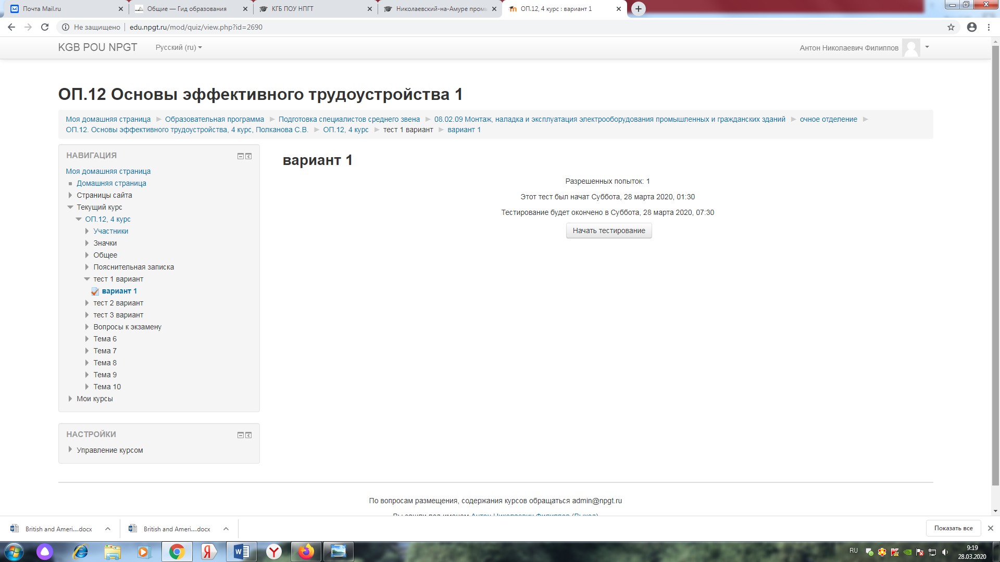 Почта Mail.ru
Общие — Гид образования
КГБ ПОУ НПГТ
Николаевский-на-Амуре пром
ОП.12, 4 курс : вариант 1
Не защищено
edu.npgt.ru/mod/quiz/view.php?id=2690
KGB POU NPGT
Русский (ru)
Антон Николаевич Филиппов
ОП.12 Основы эффективного трудоустройства 1
Моя домашняя страница ► Образовательная программа ► Подготовка специалистов среднего звена ► 08.02.09 Монтаж, наладка и эксплуатация электрооборудования промышленных и гражданских зданий ► очное отделение ►
ОП.12. Основы эффективного трудоустройства, 4 курс, Полканова С.В. ► ОП.12, 4 курс ► тест 1 вариант ► вариант 1
НАВИГАЦИЯ
Моя домашняя страница
Домашняя страница
Страницы сайта
Текущий курс
ОП.12, 4 курс
Участники
Значки
Общее
Пояснительная записка
тест 1 вариант
вариант 1
тест 2 вариант
тест 3 вариант
Вопросы к экзамену
Тема 6
Тема 7
Тема 8
Тема 9
Тема 10
Мои курсы
НАСТРОЙКИ
Управление курсом
вариант 1
Разрешенных попыток: 1
Этот тест был начат Суббота, 28 марта 2020, 01:30
Тестирование будет окончено в Суббота, 28 марта 2020, 07:30
Начать тестирование
По вопросам размещения, содержания курсов обращаться admin@npgt.ru
Вы зашли под именем Антон Николаевич Филиппов (Выход)
British and Ameri....docx
British and Ameri....docx
Показать все
RU
9:19
28.03.2020